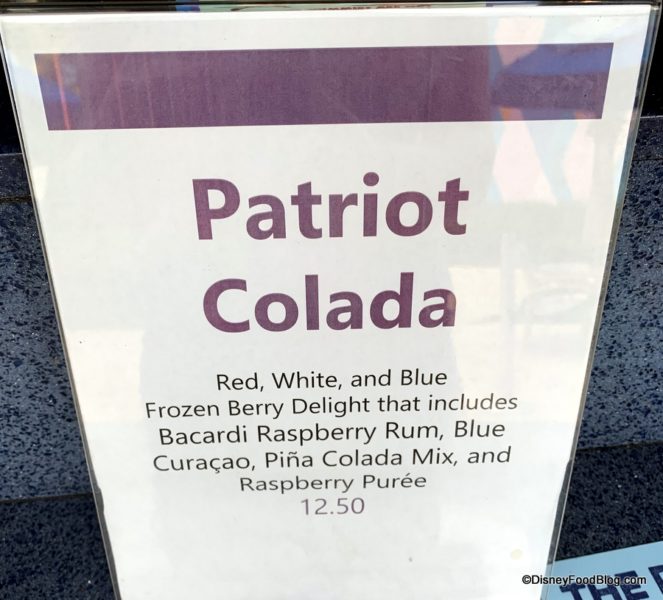 Patriot
Colada
Red, White, and Blue
Frozen Berry Delight that includes
Bacardi Raspberry Rum, Blue
Curaçao, Piña Colada Mix, and
Raspberry Purée
12.50
THE
©DisneyFoodBlog.com